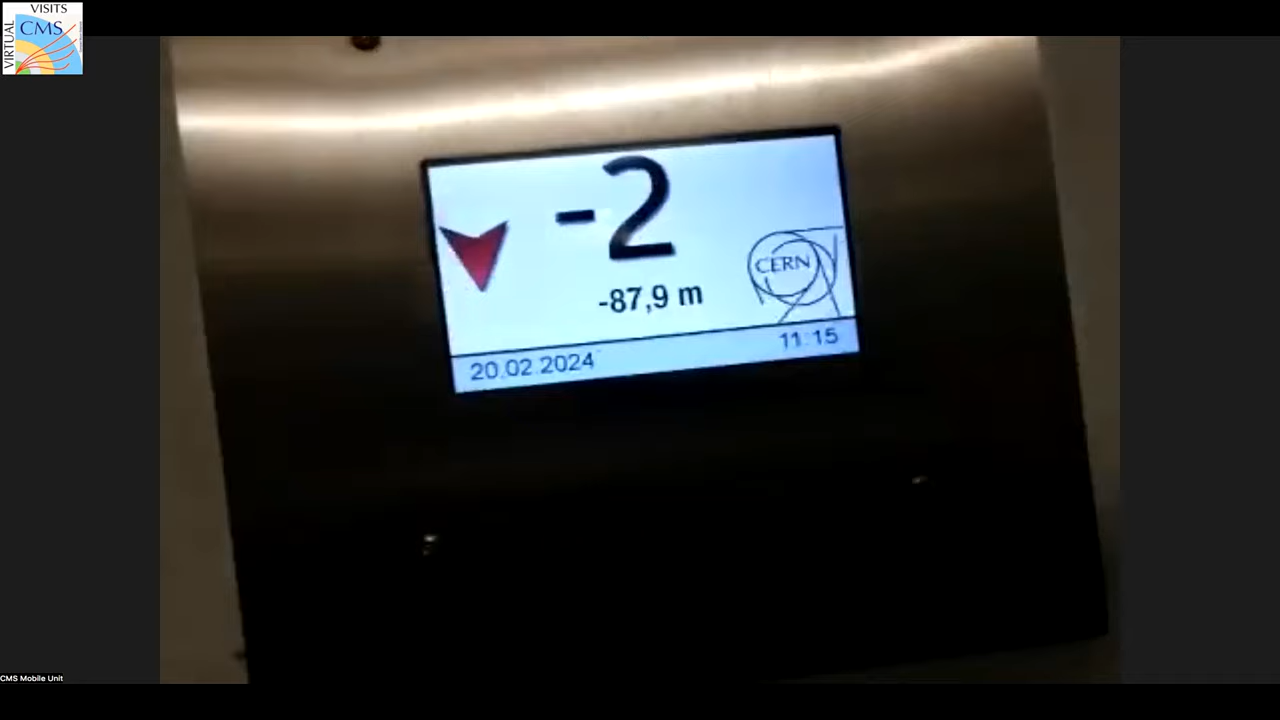 VISITS
CMS
VIRTUAL
-2
-87,9 m
CERN
20.02.2024
11:15
CMS Mobile Unit